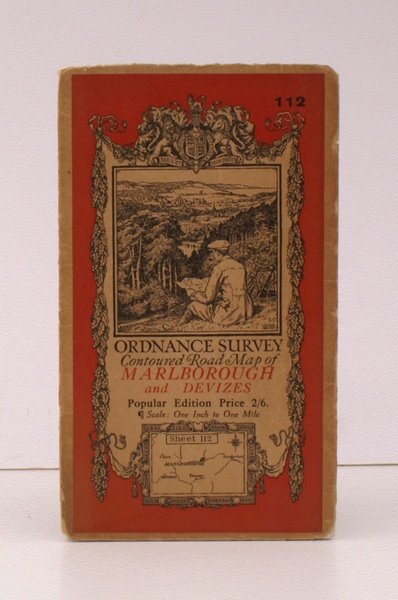 112
ORDNANCE SURVEY
Contoured Road Map of
MARLBOROUGH
and DEVIZES
Popular Edition Price 2/6.
¶ Scale: One Inch to One Mile
Sheet 112
MARLBOROUGH